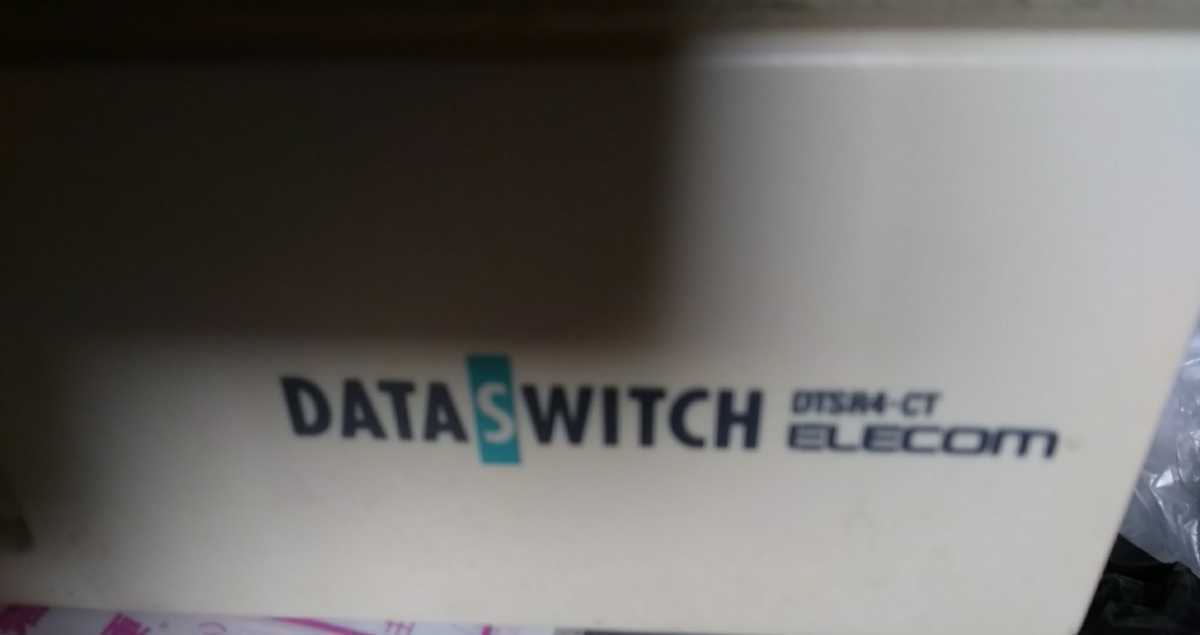 DATASWITCH
DTSR4-CT
ELECOM